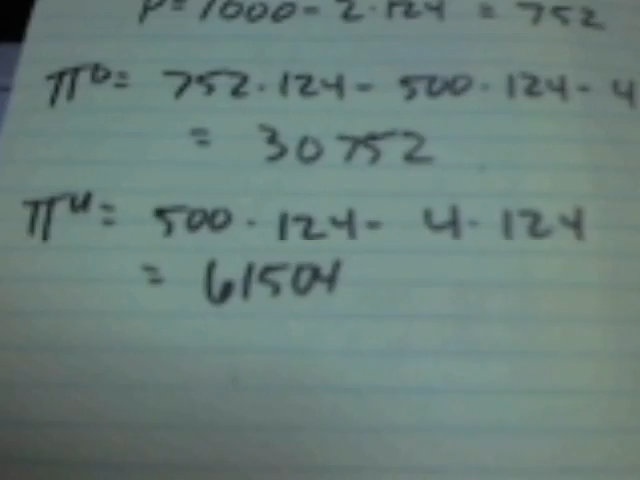 P = 1000 - 2 · 124 = 752
π^D = 752 · 124 - 500 · 124 - 4
= 30752
π^u = 500 · 124 - 4 · 124
= 61504